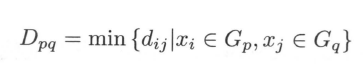 D_{pq} = min {d_{ij}|x_i ∈ G_p, x_j ∈ G_q}